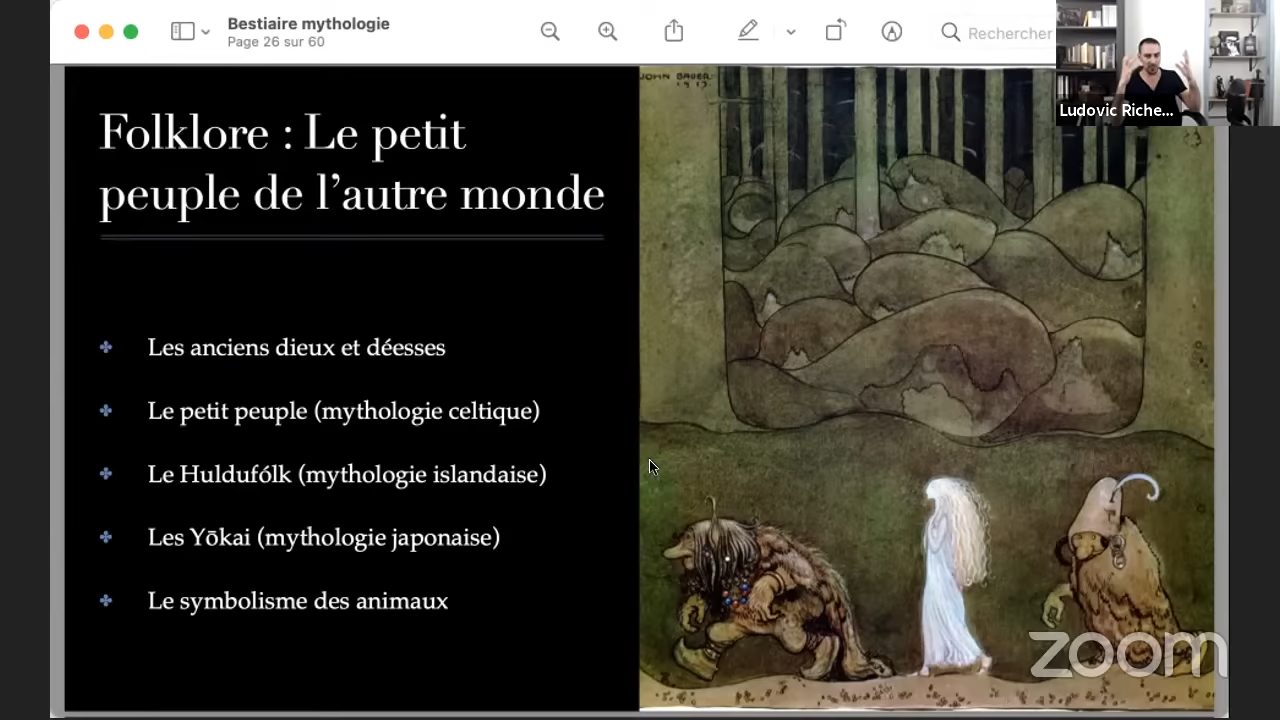 Bestiaire mythologie
Page 26 sur 60
Rechercher
Ludovic Riche...
JOHN BAUER
1913.
Folklore : Le petit
peuple de l'autre monde
Les anciens dieux et déesses
Le petit peuple (mythologie celtique)
Le Huldufólk (mythologie islandaise)
Les Yōkai (mythologie japonaise)
Le symbolisme des animaux
zoom